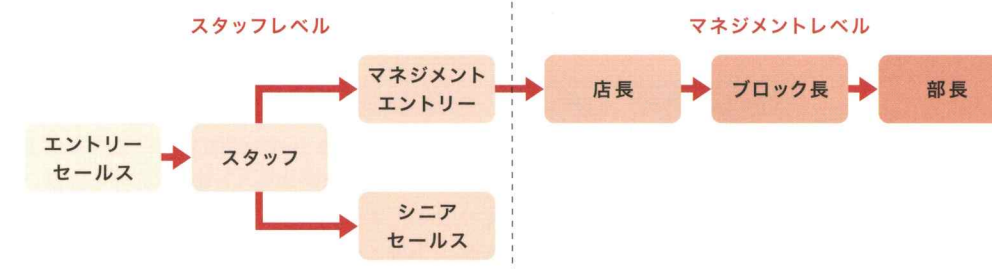 スタッフレベル
マネジメントレベル
エントリー
セールス
スタッフ
マネジメント
エントリー
シニア
セールス
店長
ブロック長
部長